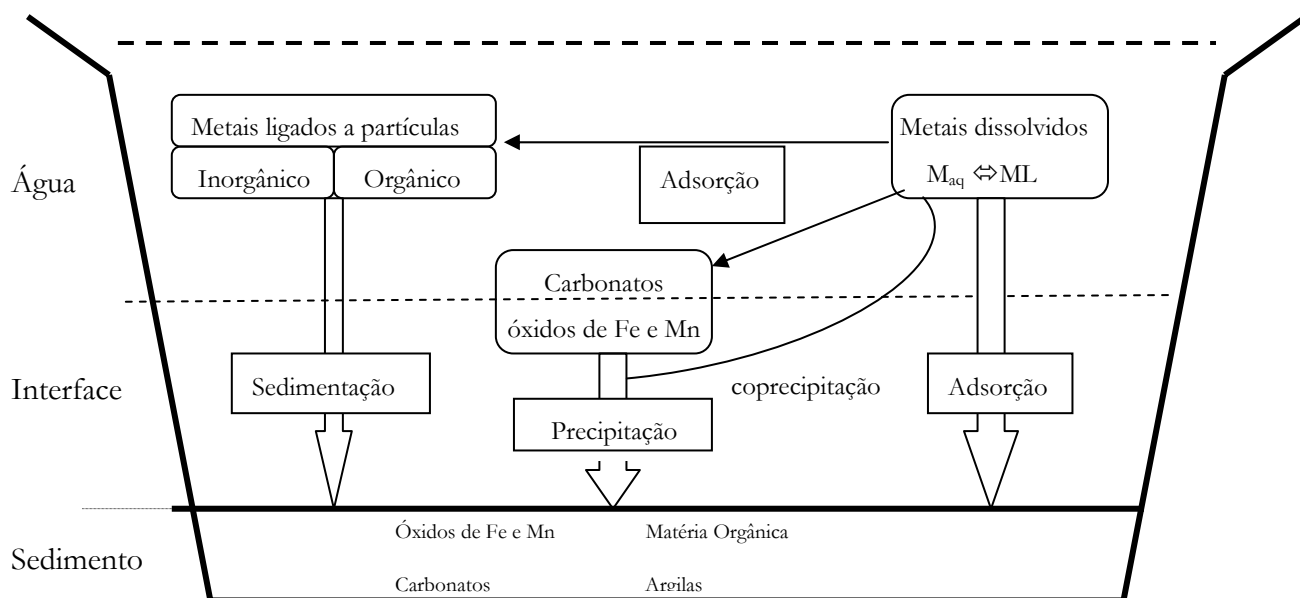 Metais ligados a partículas
Metais dissolvidos
Água
Inorgânico
Orgânico
Adsorção
Maq ⇔ML
Carbonatos
óxidos de Fe e Mn
Interface
Sedimentação
coprecipitação
Adsorção
Precipitação
Óxidos de Fe e Mn
Matéria Orgânica
Sedimento
Carbonatos
Argilas